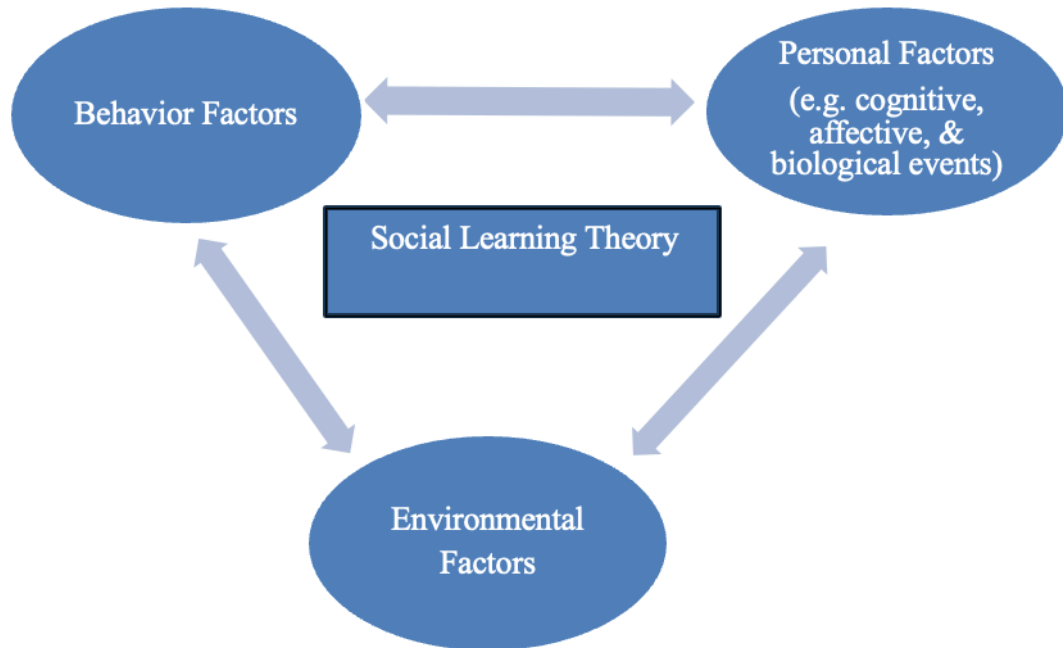 Behavior Factors
Personal Factors
(e.g. cognitive,
affective, &
biological events)
Social Learning Theory
Environmental
Factors